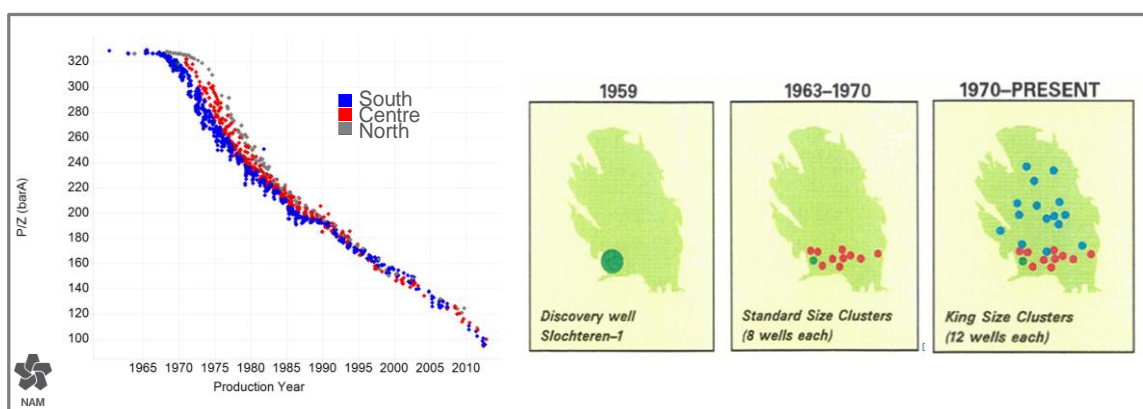 P/Z (barA)
320
300
280
260
240
220
200
180
160
140
120
100
South
Centre
North
1965 1970 1975 1980 1985 1990 1995 2000 2005 2010
Production Year
NAM
1959
Discovery well
Slochteren–1
1963–1970
Standard Size Clusters
(8 wells each)
1970–PRESENT
King Size Clusters
(12 wells each)